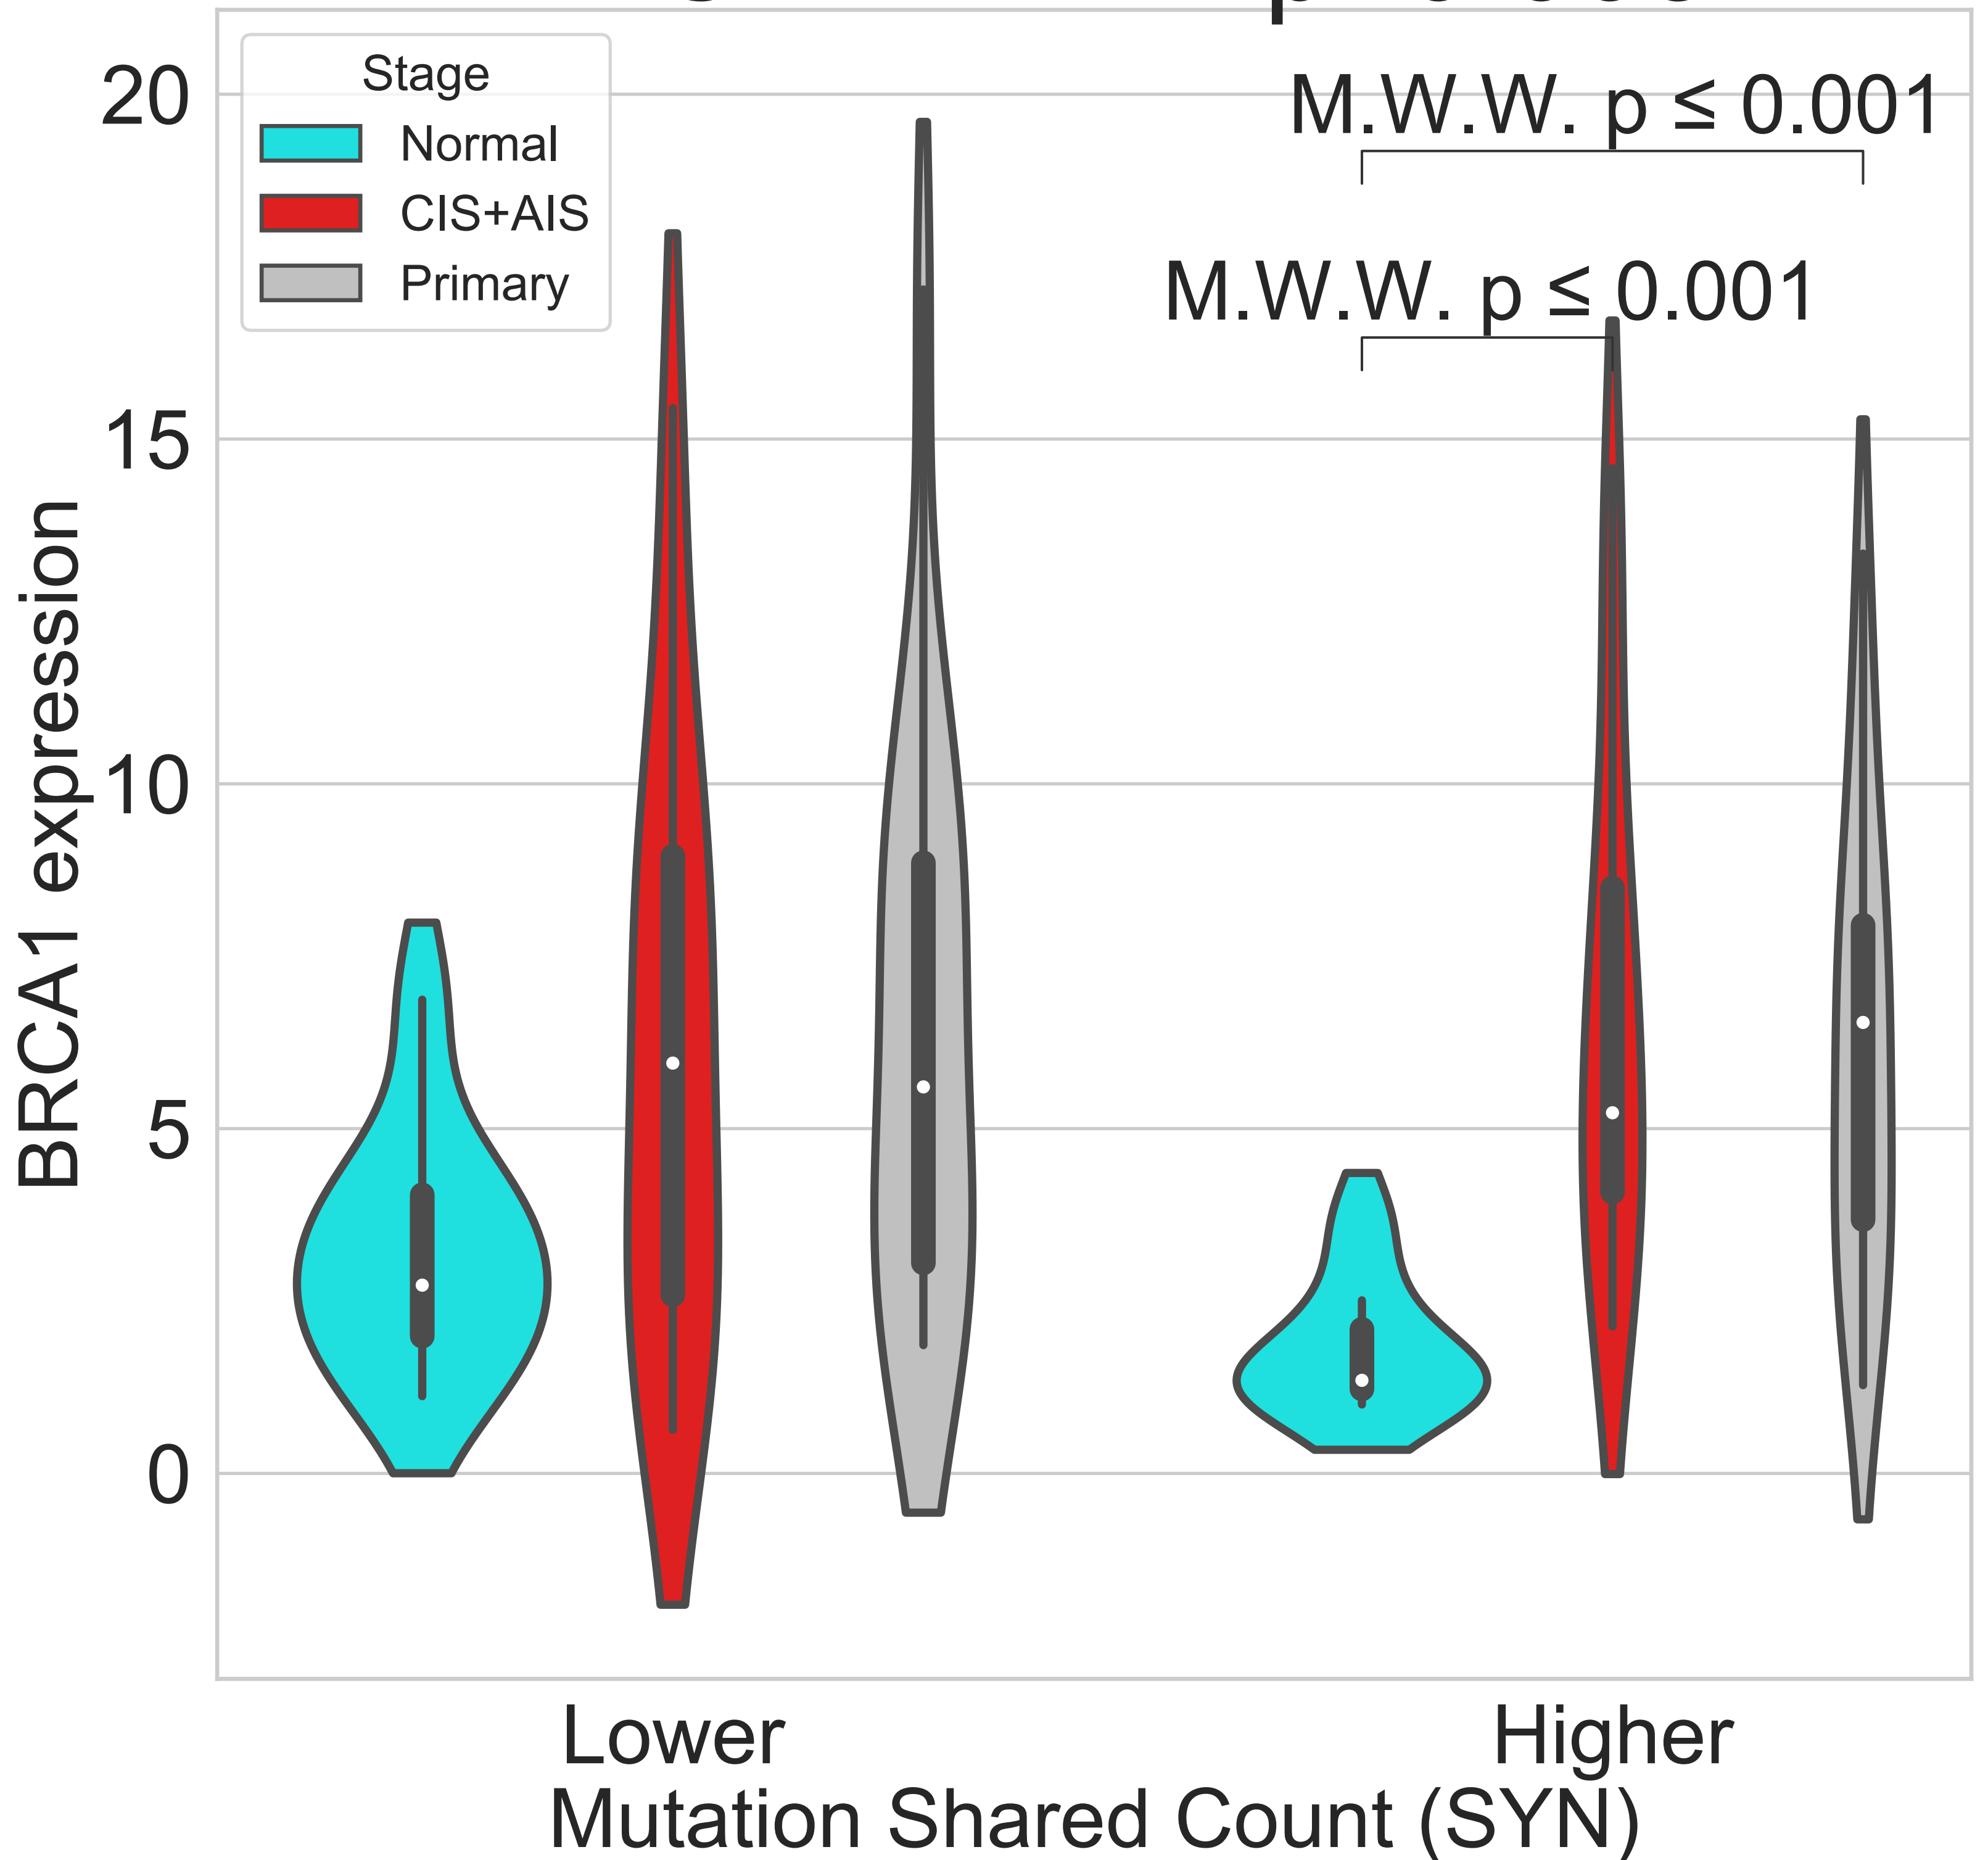 Stage
Normal
CIS+AIS
Primary
M.W.W. p ≤ 0.001
M.W.W. p ≤ 0.001
20
15
10
5
0
BRCA1 expression
Lower
Higher
Mutation Shared Count (SYN)